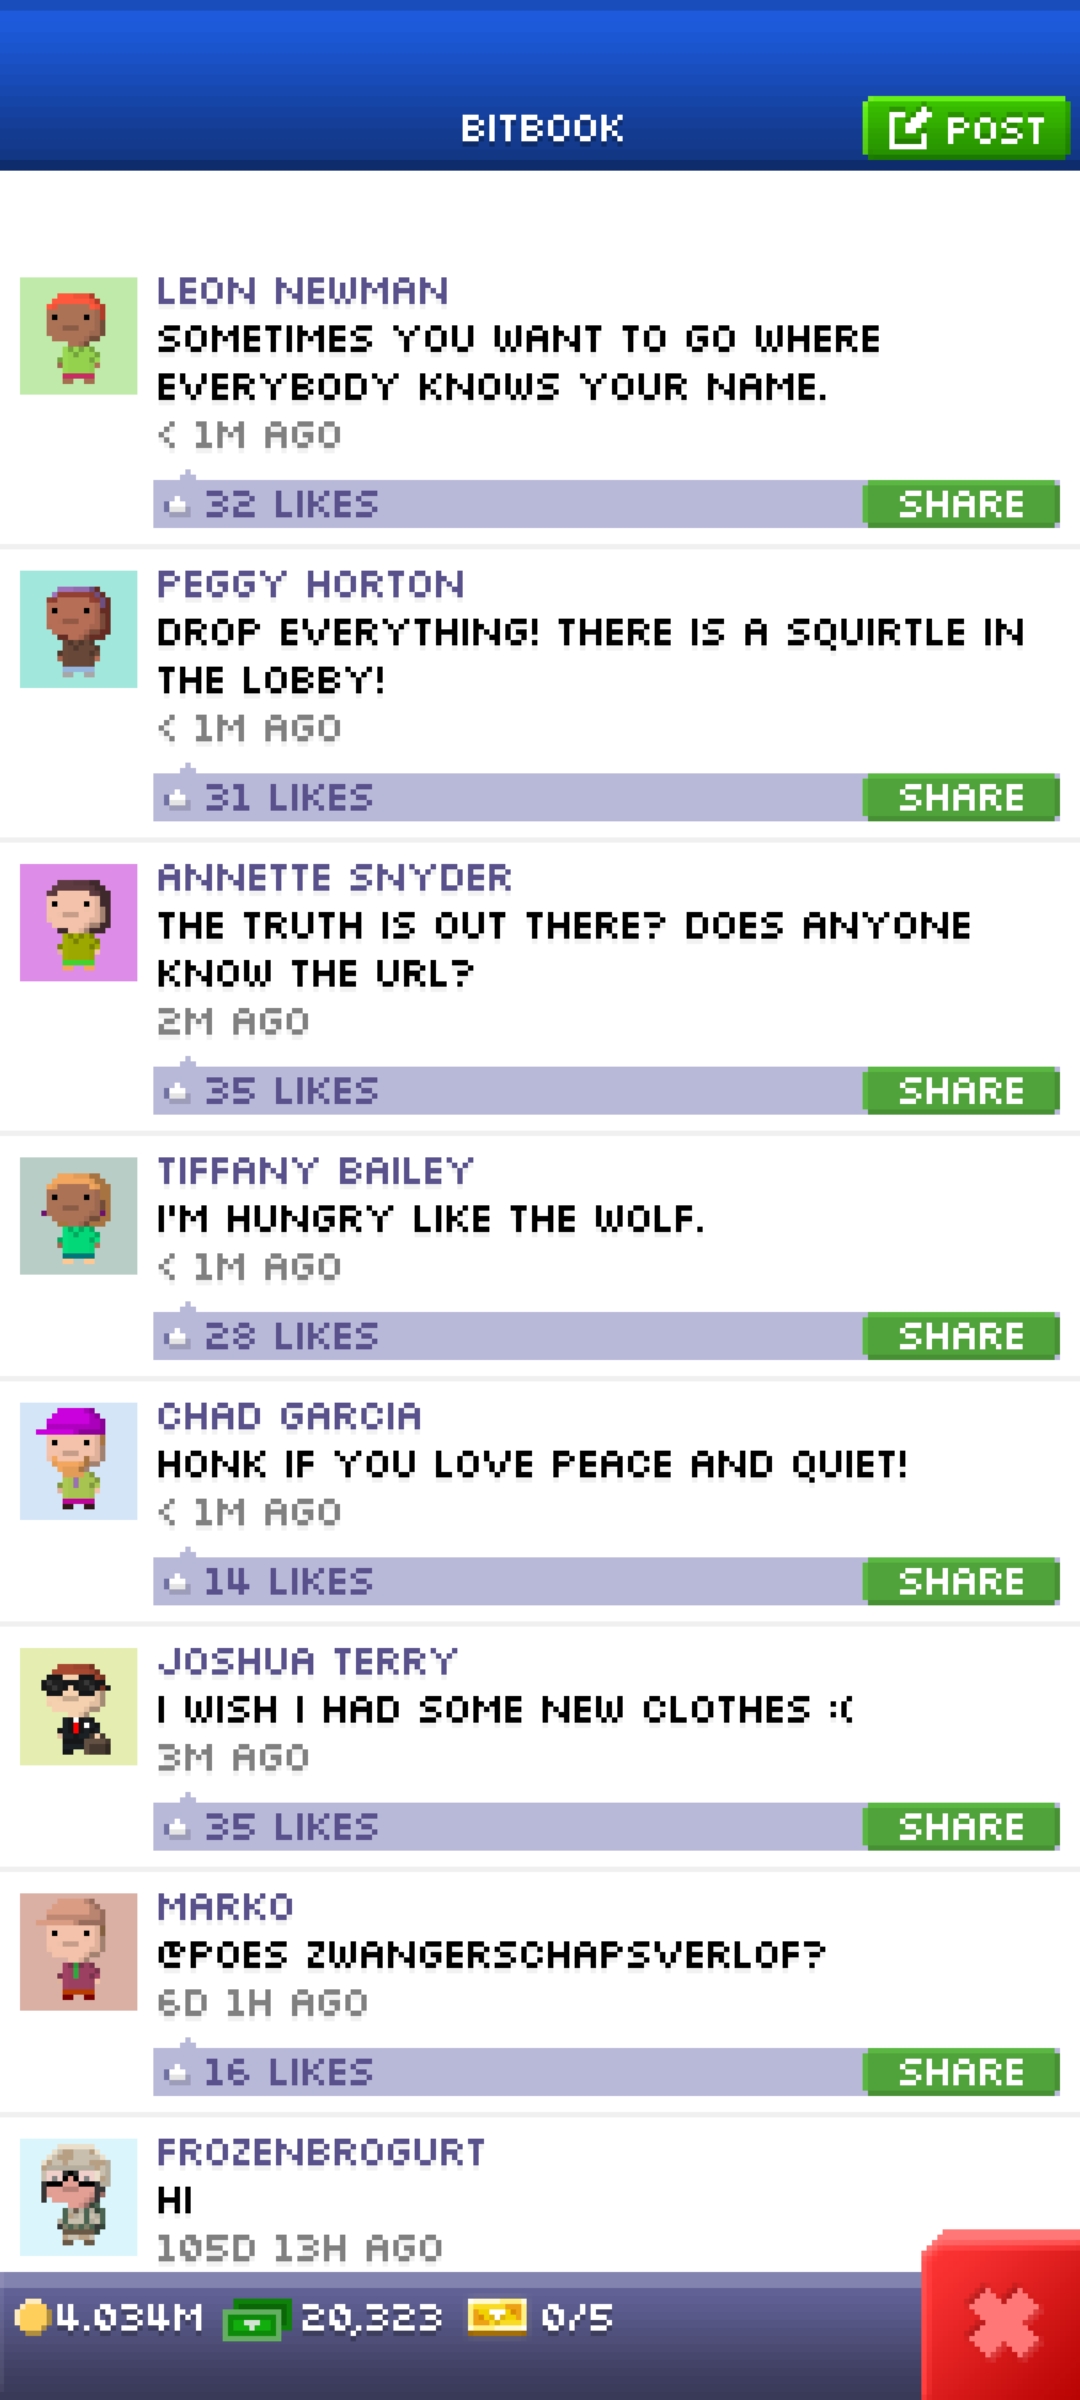 BITBOOK
POST
LEON NEWMAN
SOMETIMES YOU WANT TO GO WHERE
EVERYBODY KNOWS YOUR NAME.
< 1M AGO
32 LIKES
SHARE
PEGGY HORTON
DROP EVERYTHING! THERE IS A SQUIRTLE IN
THE LOBBY!
< 1M AGO
31 LIKES
SHARE
ANNETTE SNYDER
THE TRUTH IS OUT THERE? DOES ANYONE
KNOW THE URL?
2M AGO
35 LIKES
SHARE
TIFFANY BAILEY
I'M HUNGRY LIKE THE WOLF.
< 1M AGO
28 LIKES
SHARE
CHAD GARCIA
HONK IF YOU LOVE PEACE AND QUIET!
< 1M AGO
14 LIKES
SHARE
JOSHUA TERRY
I WISH I HAD SOME NEW CLOTHES :(
3M AGO
35 LIKES
SHARE
MARKO
@POES ZWANGERSCHAPSVERLOF?
6D 1H AGO
16 LIKES
SHARE
FROZENBROGURT
HI
105D 13H AGO
4.034M 20,323 0/5